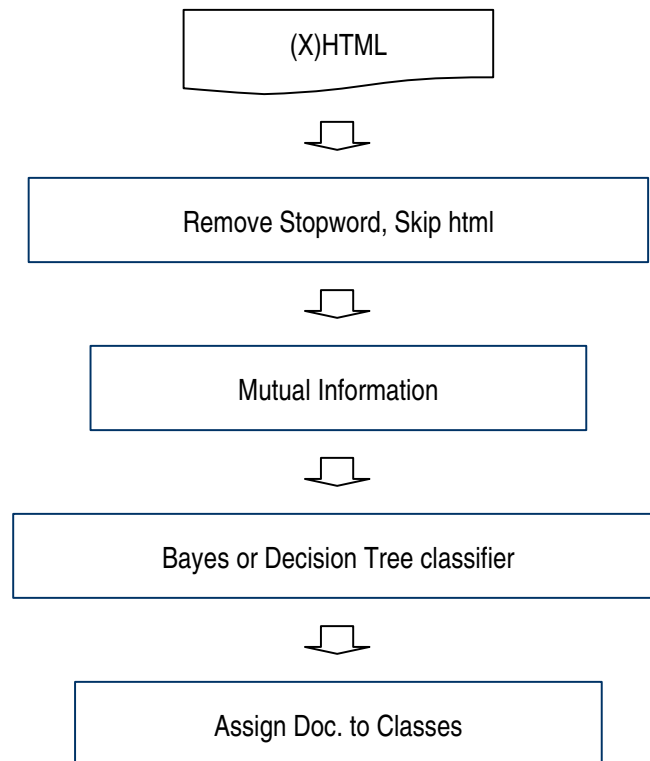 (X)HTML
Remove Stopword, Skip html
Mutual Information
Bayes or Decision Tree classifier
Assign Doc. to Classes